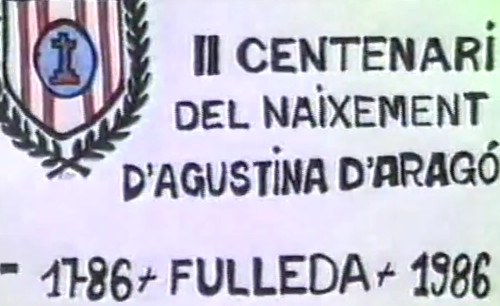 II CENTENARi
DEL NAiXEMENT
D'AGUSTiNA D'ARAGÓ
- 1786 + FULLEDA + 1986